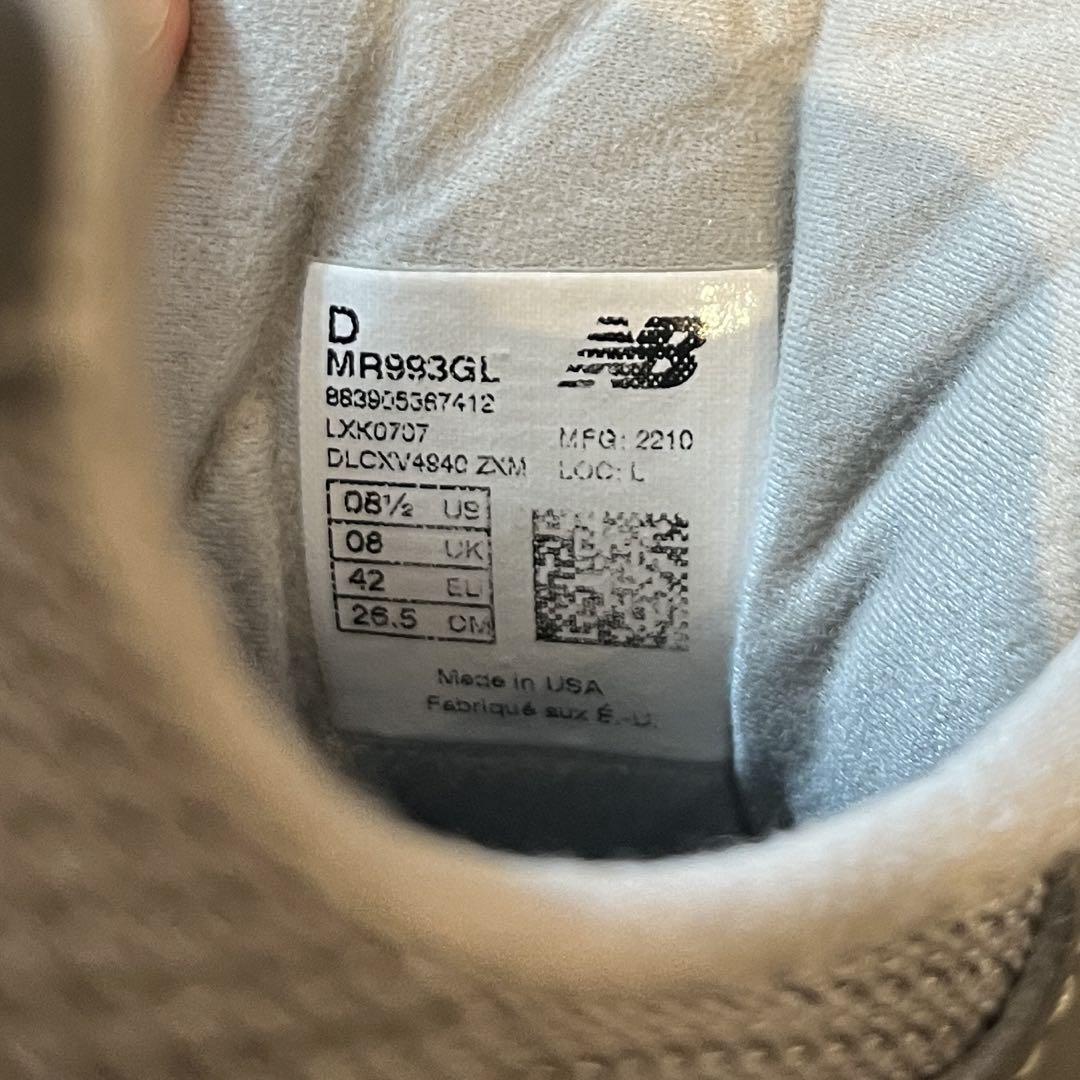 D
MR993GL
NB
883905367412
LXK0707
MFG: 2210
DLCXV4840 ZXM
LOC: L
08½ US
08 UK
42 EU
26.5 CM
Made in USA
Fabriqué aux É.-U.